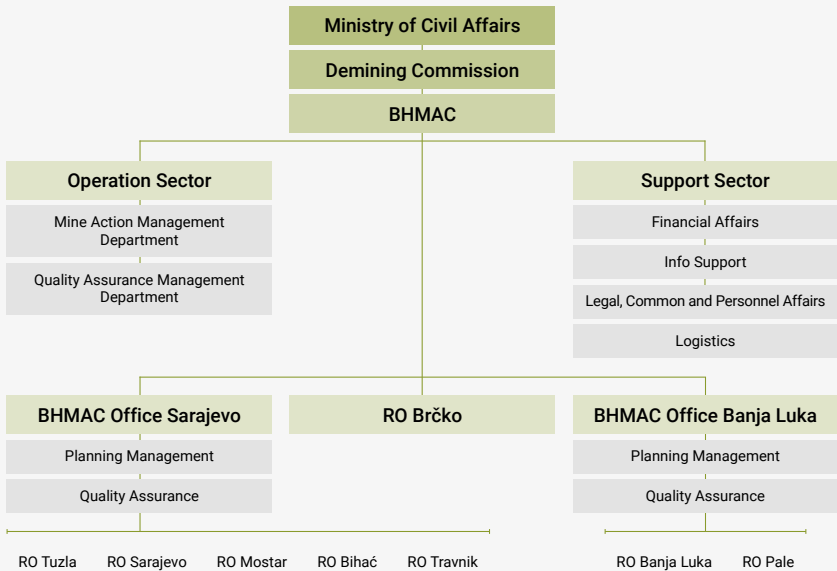 Ministry of Civil Affairs
Demining Commission
BHMAC
Operation Sector
Mine Action Management
Department
Quality Assurance Management
Department
Support Sector
Financial Affairs
Info Support
Legal, Common and Personnel Affairs
Logistics
BHMAC Office Sarajevo
Planning Management
Quality Assurance
RO Brčko
BHMAC Office Banja Luka
Planning Management
Quality Assurance
RO Tuzla
RO Sarajevo
RO Mostar
RO Bihać
RO Travnik
RO Banja Luka
RO Pale